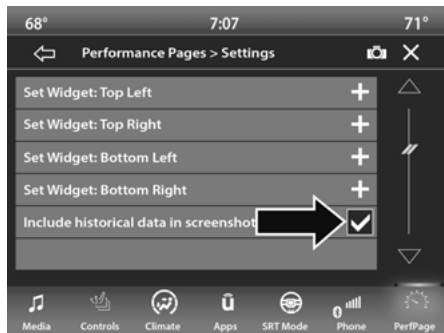 68° 7:07 71°
Performance Pages > Settings
Set Widget: Top Left
Set Widget: Top Right
Set Widget: Bottom Left
Set Widget: Bottom Right
Include historical data in screenshot
Media Controls Climate Apps SRT Mode Phone PerfPage